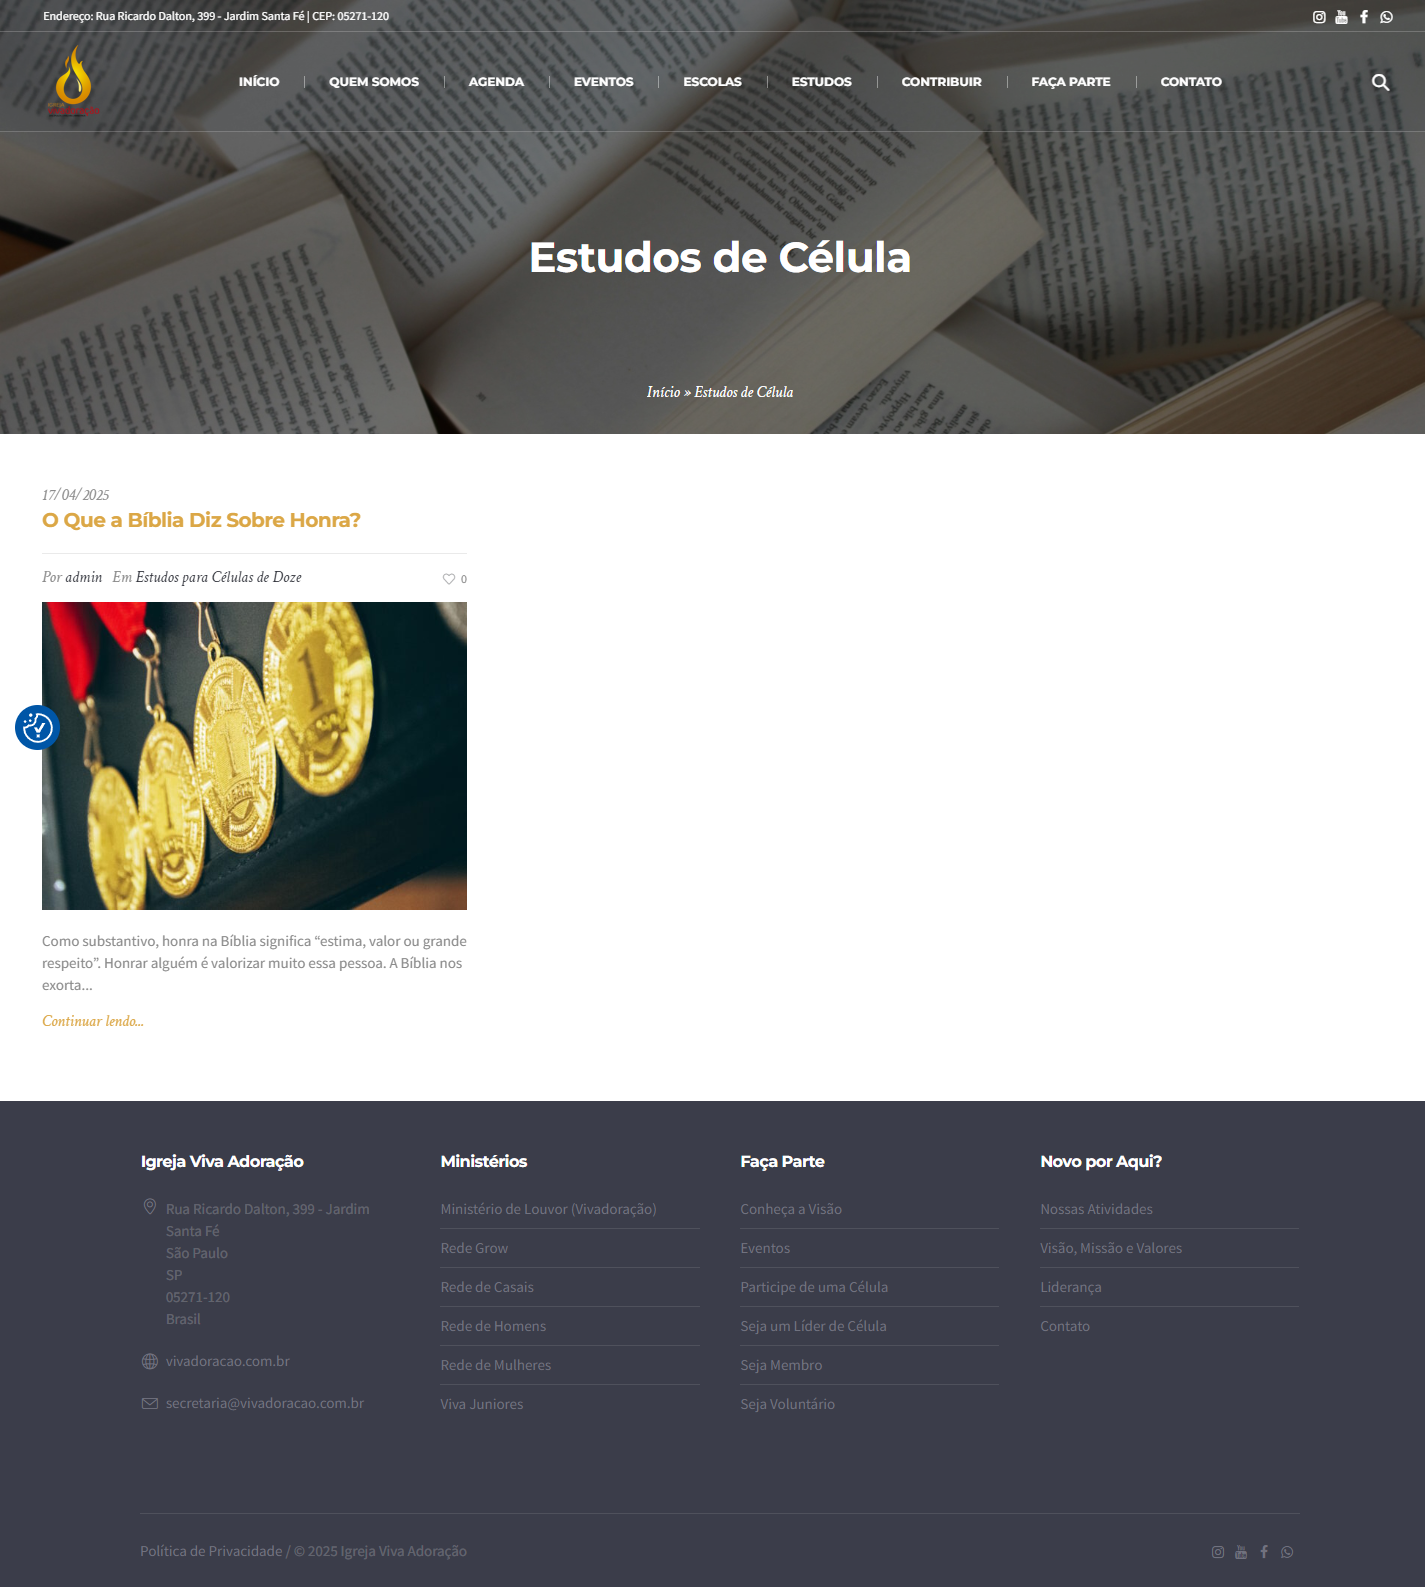 Endereço: Rua Ricardo Dalton, 399 - Jardim Santa Fé | CEP: 05271-120
INÍCIO
QUEM SOMOS
AGENDA
EVENTOS
ESCOLAS
ESTUDOS
CONTRIBUIR
FAÇA PARTE
CONTATO
Estudos de Célula
JOSHUA KHAN
Início » Estudos de Célula
17/04/2025
O Que a Bíblia Diz Sobre Honra?
Por admin Em Estudos para Células de Doze
0
Como substantivo, honra na Bíblia significa “estima, valor ou grande
respeito”. Honrar alguém é valorizar muito essa pessoa. A Bíblia nos
exorta...
Continuar lendo...
Igreja Viva Adoração
Rua Ricardo Dalton, 399 - Jardim
Santa Fé
São Paulo
SP
05271-120
Brasil
vivadoracao.com.br
secretaria@vivadoracao.com.br
Ministérios
Ministério de Louvor (Vivadoração)
Rede Grow
Rede de Casais
Rede de Homens
Rede de Mulheres
Viva Juniores
Faça Parte
Conheça a Visão
Eventos
Participe de uma Célula
Seja um Líder de Célula
Seja Membro
Seja Voluntário
Novo por Aqui?
Nossas Atividades
Visão, Missão e Valores
Liderança
Contato
Política de Privacidade / © 2025 Igreja Viva Adoração